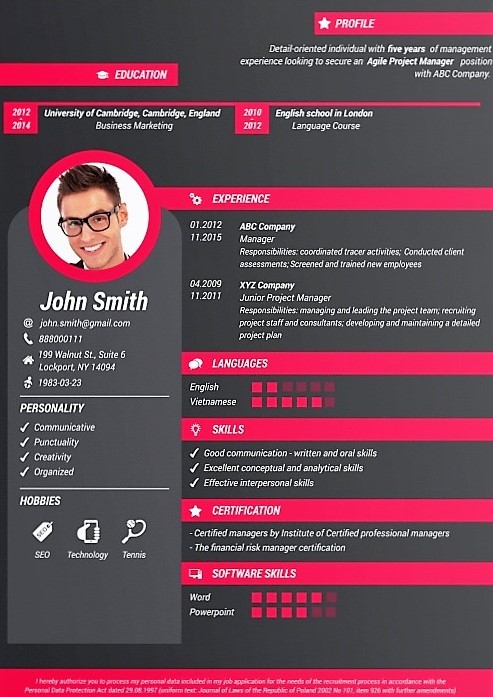 PROFILE
Detail-oriented individual with five years of management
experience looking to secure an Agile Project Manager position
with ABC Company.
EDUCATION
2012
-
2014
University of Cambridge, Cambridge, England
Business Marketing
2010
-
2012
English school in London
Language Course
John Smith
john.smith@gmail.com
888000111
199 Walnut St., Suite 6
Lockport, NY 14094
1983-03-23
PERSONALITY
Communicative
Punctuality
Creativity
Organized
HOBBIES
SEO
SEO
Technology
Tennis
EXPERIENCE
01.2012
11.2015
ABC Company
Manager
Responsibilities: coordinated tracer activities; Conducted client
assessments; Screened and trained new employees
04.2009
11.2011
XYZ Company
Junior Project Manager
Responsibilities: managing and leading the project team; recruiting
project staff and consultants; developing and maintaining a detailed
project plan
LANGUAGES
English
Vietnamese
SKILLS
Good communication - written and oral skills
Excellent conceptual and analytical skills
Effective interpersonal skills
CERTIFICATION
- Certified managers by Institute of Certified professional managers
- The financial risk manager certification
SOFTWARE SKILLS
Word
Powerpoint
I hereby authorize you to process my personal data included in my job application for the needs of the recruitment process in accordance with the
Personal Data Protection Act dated 29.08.1997 (uniform text: Journal of Laws of the Republic of Poland 2002 No 101, item 926 with further amendments)